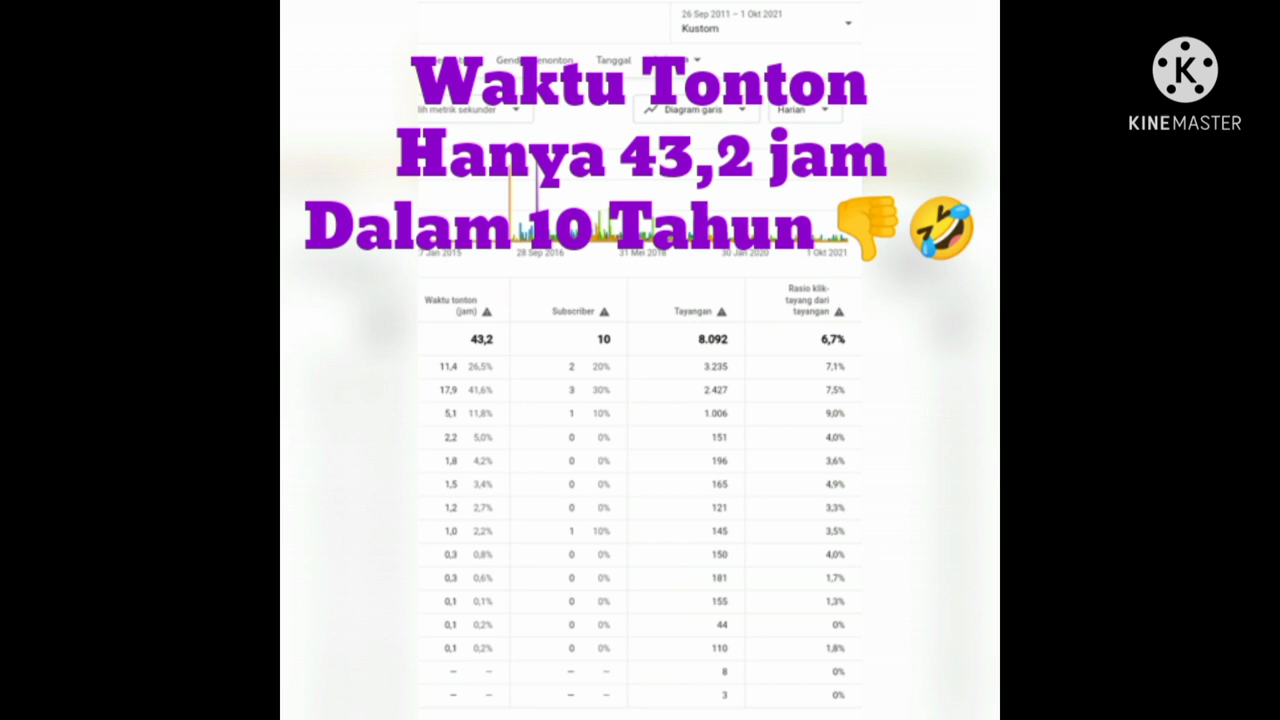 26 Sep 2011 – 1 Okt 2021
Kustom
Tanggal
Waktu Tonton
Hanya 43,2 jam
Dalam 10 Tahun 👎🤣
KINEMASTER
lih metrik sekunder
Diagram garis
Harian
7 Jan 2015 28 Sep 2016 31 Mei 2018 30 Jan 2020 1 Okt 2021
Waktu tonton (jam) Subscriber Tayangan Rasio klik-tayang dari tayangan
43,2 10 8.092 6,7%
11,4 26,5% 2 20% 3.235 7,1%
17,9 41,6% 3 30% 2.427 7,5%
5,1 11,8% 1 10% 1.006 9,0%
2,2 5,0% 0 0% 151 4,0%
1,8 4,2% 0 0% 196 3,6%
1,5 3,4% 0 0% 165 4,9%
1,2 2,7% 0 0% 121 3,3%
1,0 2,2% 1 10% 145 3,5%
0,3 0,8% 0 0% 150 4,0%
0,3 0,6% 0 0% 181 1,7%
0,1 0,1% 0 0% 155 1,3%
0,1 0,2% 0 0% 44 0%
0,1 0,2% 0 0% 110 1,8%
– – – – 8 0%
– – – – 3 0%